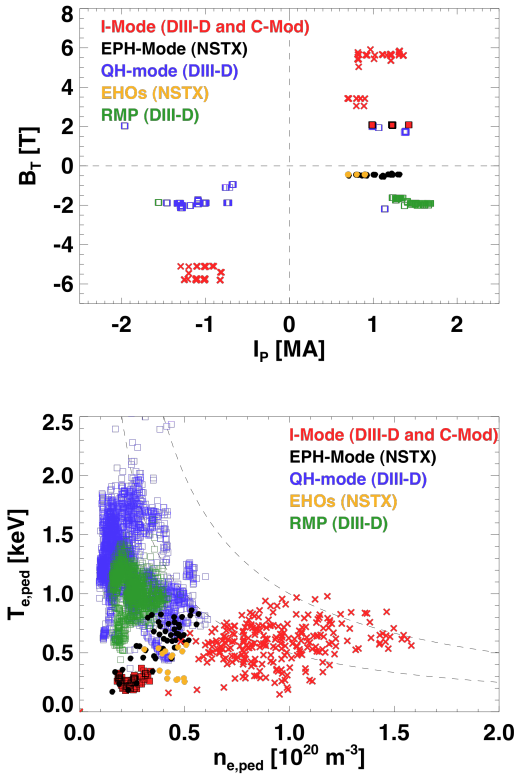 8
6
4
2
0
-2
-4
-6
B_T [T]
I-Mode (DIII-D and C-Mod)
EPH-Mode (NSTX)
QH-mode (DIII-D)
EHOs (NSTX)
RMP (DIII-D)
-2 -1 0 1 2
I_P [MA]
2.5
2.0
1.5
1.0
0.5
0.0
T_e,ped [keV]
I-Mode (DIII-D and C-Mod)
EPH-Mode (NSTX)
QH-mode (DIII-D)
EHOs (NSTX)
RMP (DIII-D)
0.0 0.5 1.0 1.5 2.0
n_e,ped [10^20 m^-3]